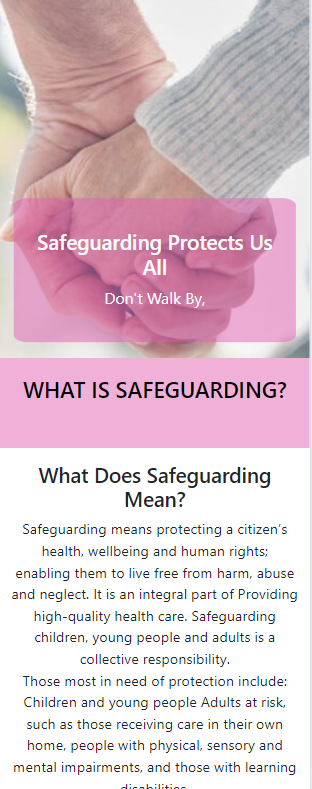 Safeguarding Protects Us
All
Don't Walk By,
WHAT IS SAFEGUARDING?
What Does Safeguarding
Mean?
Safeguarding means protecting a citizen’s
health, wellbeing and human rights;
enabling them to live free from harm, abuse
and neglect. It is an integral part of Providing
high-quality health care. Safeguarding
children, young people and adults is a
collective responsibility.
Those most in need of protection include:
Children and young people Adults at risk,
such as those receiving care in their own
home, people with physical, sensory and
mental impairments, and those with learning
disabilities